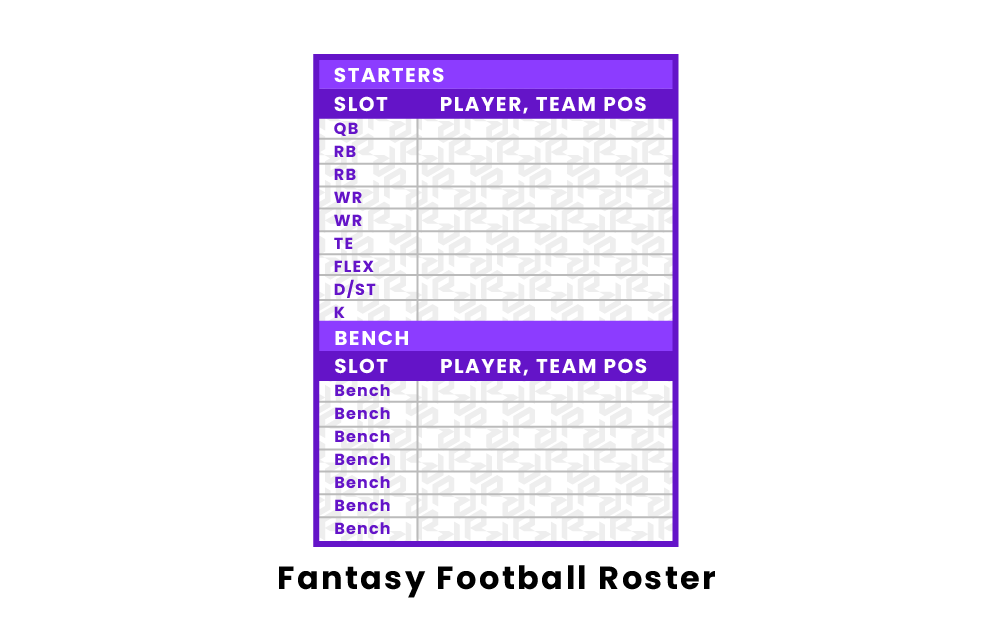 STARTERS
SLOT PLAYER, TEAM POS
QB
RB
RB
WR
WR
TE
FLEX
D/ST
K
BENCH
SLOT PLAYER, TEAM POS
Bench
Bench
Bench
Bench
Bench
Bench
Bench
Fantasy Football Roster